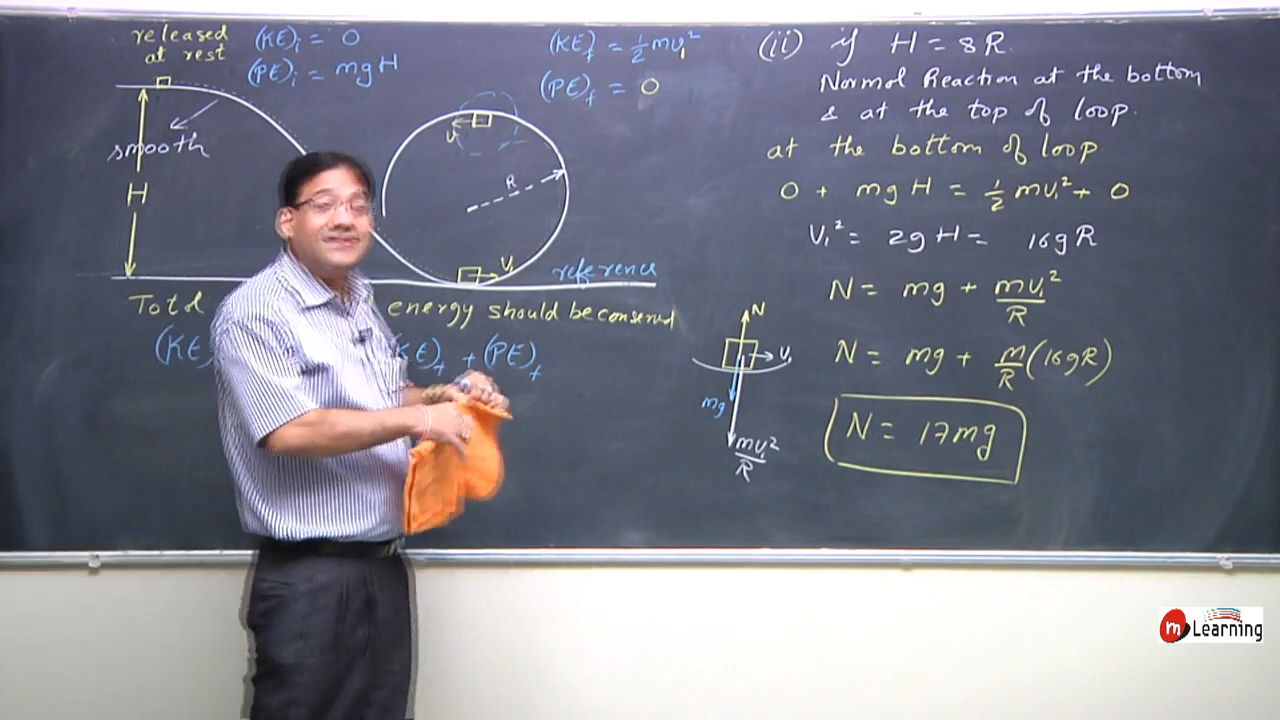 released at rest
(KE)i = 0
(PE)i = mgH
(KE)f = ½mv₁²
(PE)f = 0
smooth
H
v
R
V₁
reference
Total energy should be conserved
(KE) KE)f + (PE)f
(ii) if H = 8R.
Normal Reaction at the bottom
& at the top of loop.
at the bottom of loop
0 + mgH = ½mv₁² + 0
V₁² = 2gH = 16gR
N = mg + mv₁²/R
N = mg + m/R (16gR)
N = 17mg
N
V₁
mg
mv₁²/R
m Learning